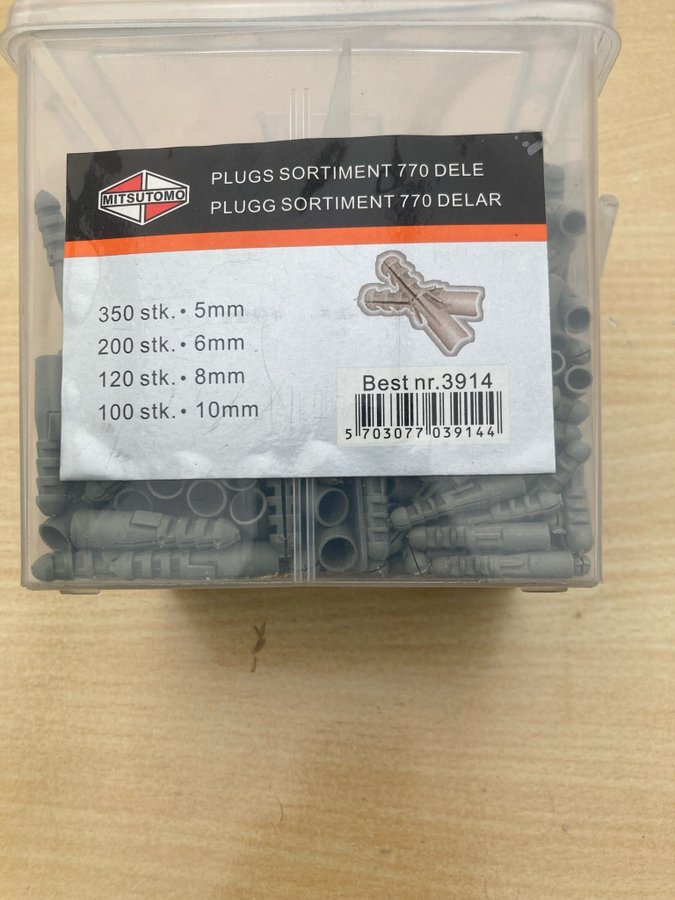 MITSUTOMO
PLUGS SORTIMENT 770 DELE
PLUGG SORTIMENT 770 DELAR
350 stk. • 5mm
200 stk. • 6mm
120 stk. • 8mm
100 stk. • 10mm
Best nr.3914
5 703077 039144